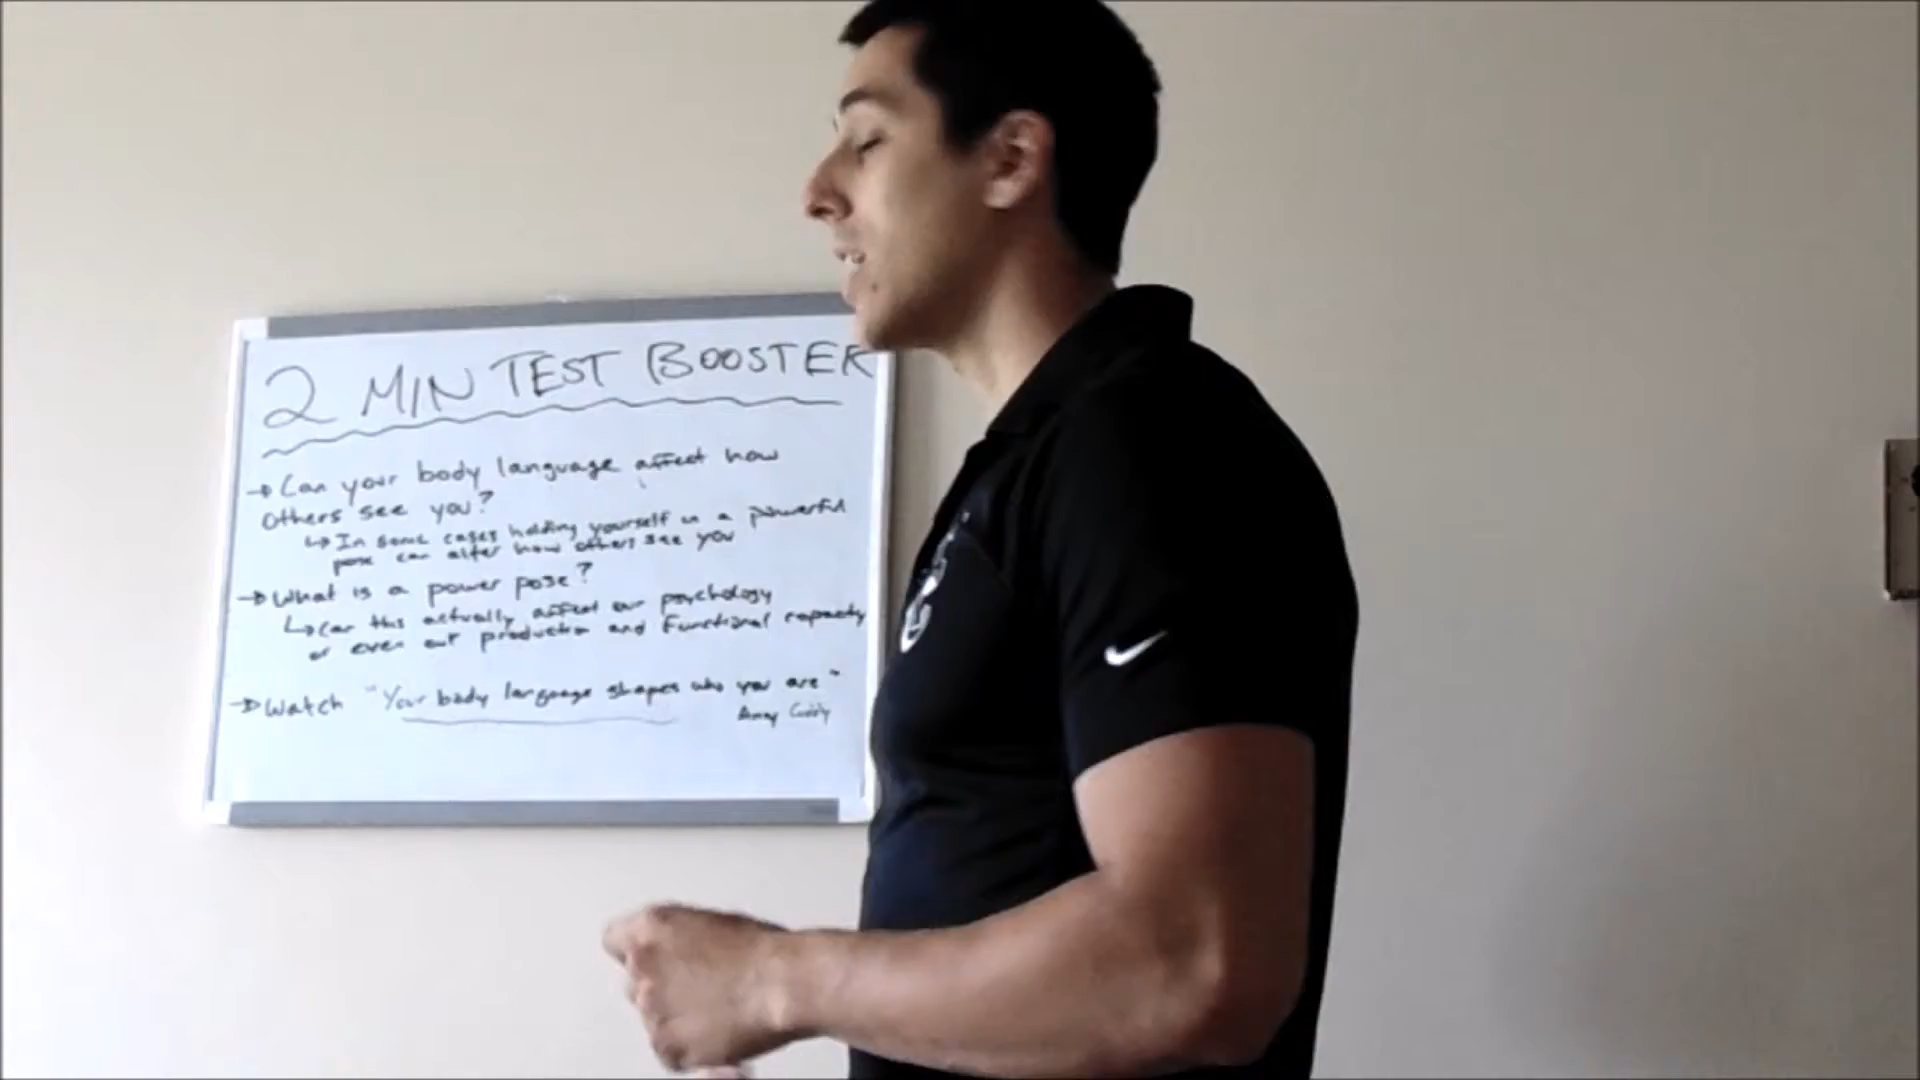 2 MIN TEST BOOSTER
→ Can your body language affect how
others see you?
↳ In some cases holding yourself in a powerful
pose can alter how others see you
→ What is a power pose?
↳ Can this actually affect our psychology
or even our production and functional capacity
→ Watch "Your body language shapes who you are"
Amy Cuddy